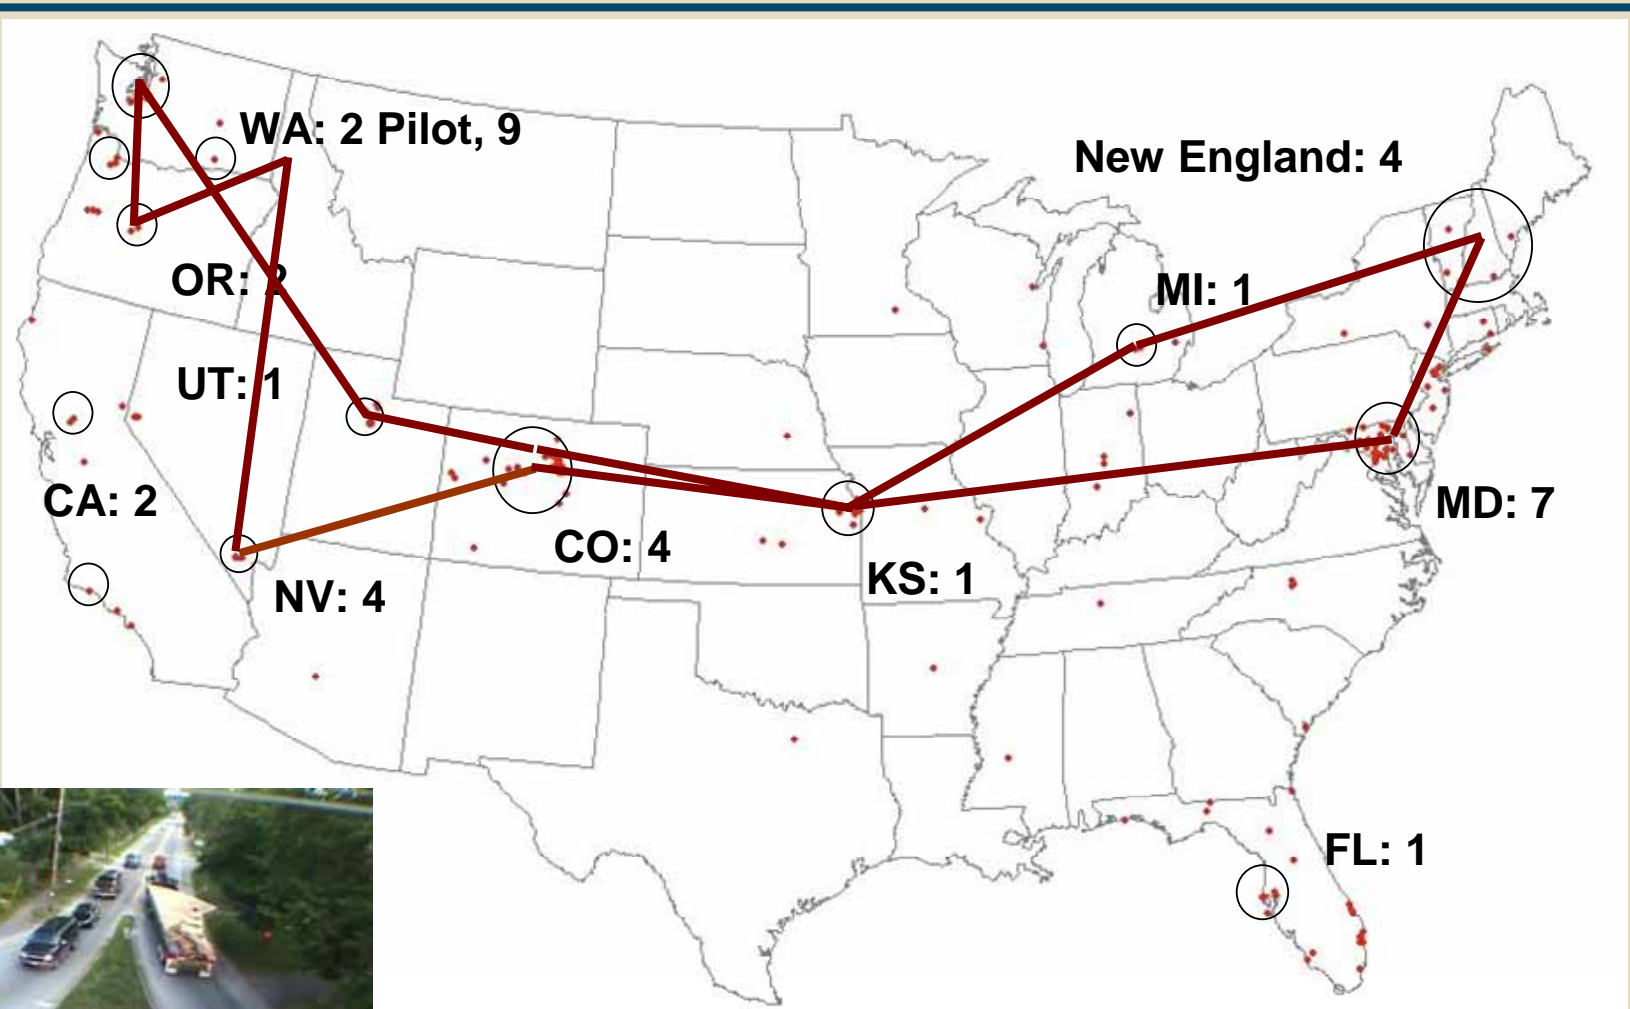 WA: 2 Pilot, 9
New England: 4
OR: 2
MI: 1
UT: 1
CA: 2
MD: 7
CO: 4
KS: 1
NV: 4
FL: 1